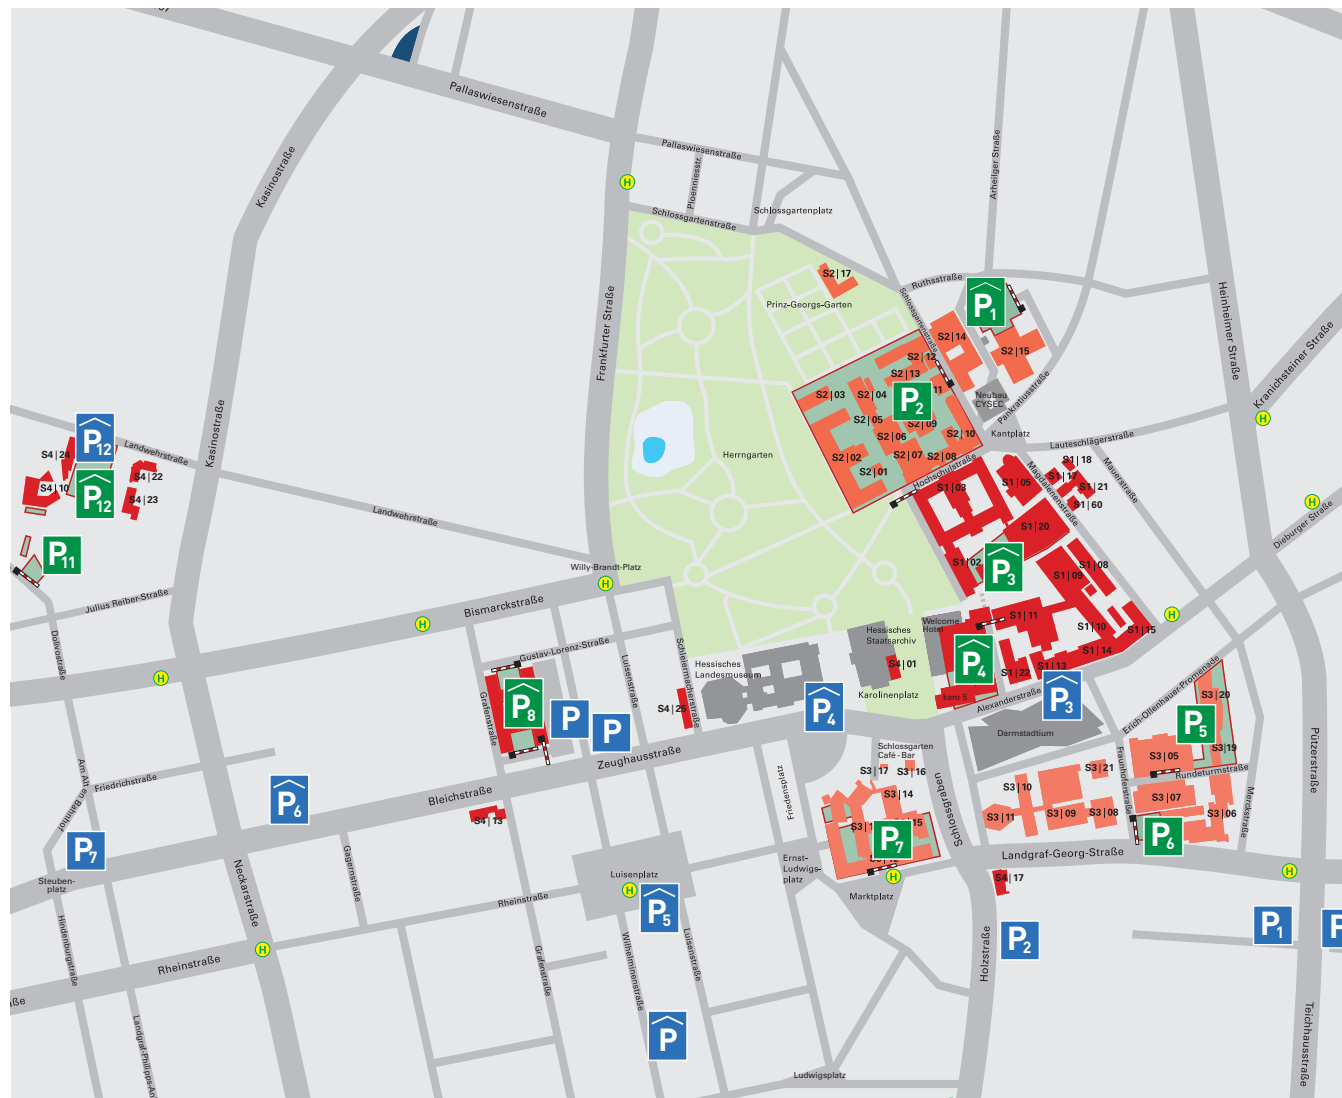 Pallaswiesenstraße
Pallaswiesenstraße
Kasinostraße
Ploenniesstr.
Arheilger Straße
H
Schlossgartenstraße
Schlossgartenplatz
S2|17
Ruthsstraße
P1
Prinz-Georgs-Garten
Schlossgartenstraße
Frankfurter Straße
Heinheimer Straße
Kranichsteiner Straße
S2|14
S2|15
S2|12
S2|13
11
S2|03
S2|04
P2
Neubau
CYSEC
Pankratiusstraße
S2|05
S2|09
S2|06
S2|10
Kantplatz
H
Kasinostraße
P12
Landwehrstraße
Lauteschlägerstraße
S4|24
S4|10
P12
S4|22
S4|23
Herrngarten
S2|02
S2|01
S2|07
S2|08
Hochschulstraße
Magdalenenstraße
Mauerstraße
S1|03
S1|05
S1|18
S1|17
S1|21
S1|60
H
Dieburger Straße
Landwehrstraße
S1|20
P11
Willy-Brandt-Platz
H
S1|02
P3
S1|08
S1|09
Julius Reiber-Straße
Bismarckstraße
H
Dolivostraße
H
Gustav-Lorenz-Straße
Luisenstraße
Schleiermacherstraße
Hessisches
Staatsarchiv
Welcome
Hotel
S1|11
S1|10
S1|15
S1|14
H
Hessisches
Landesmuseum
S4|01
Karolinenplatz
P4
S1|22
S1|13
karo 5
Alexanderstraße
P3
Grafenstraße
P8
P
P
S4|25
P4
Darmstadtium
Erich-Ollenhauer-Promenade
S3|20
P5
S3|19
S3|05
Pützerstraße
Zeughausstraße
Schlossgarten
Café-Bar
S3|17
S3|16
S3|21
Rundeturmstraße
Fraunhoferstraße
Am Alten Bahnhof
Friedrichstraße
P6
Bleichstraße
Friedensplatz
S3|14
S3|10
S3|07
Merckstraße
S4|13
S3|11
S3|09
S3|08
S3|06
P7
P6
Schlossgraben
P7
Steuben-
platz
Gagernstraße
Neckarstraße
Luisenplatz
H
Ernst-
Ludwigs-
platz
H
Landgraf-Georg-Straße
H
S4|17
Marktplatz
Rheinstraße
P5
Hindenburgstraße
H
Rheinstraße
Grafenstraße
Wilhelminenstraße
Luisenstraße
Holzstraße
P2
P1
P
Landgraf-Philipps-An
P
Ludwigsplatz
Teichhausstraße